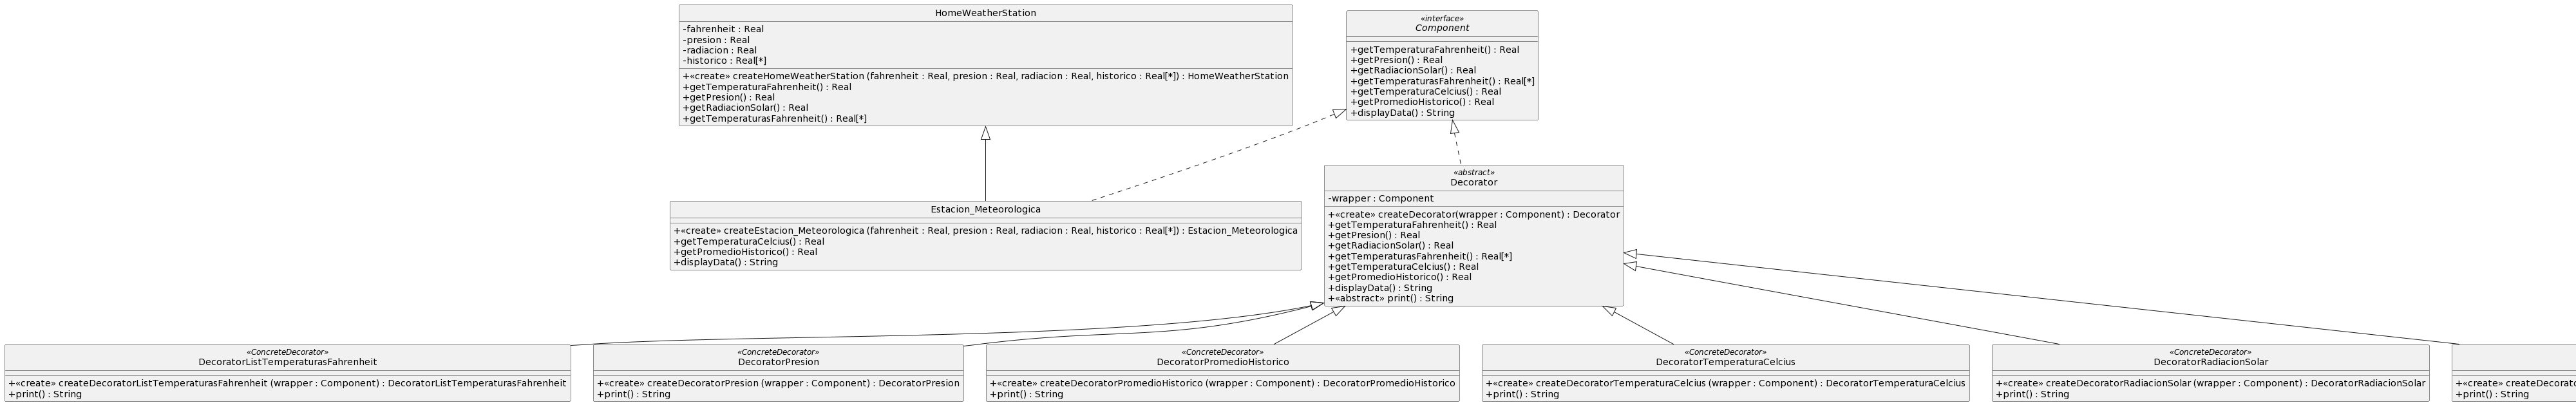 HomeWeatherStation
-fahrenheit : Real
-presion : Real
-radiacion : Real
-historico : Real[*]
+«create» createHomeWeatherStation (fahrenheit : Real, presion : Real, radiacion : Real, historico : Real[*]) : HomeWeatherStation
+getTemperaturaFahrenheit() : Real
+getPresion() : Real
+getRadiacionSolar() : Real
+getTemperaturasFahrenheit() : Real[*]
«interface»
Component
+getTemperaturaFahrenheit() : Real
+getPresion() : Real
+getRadiacionSolar() : Real
+getTemperaturasFahrenheit() : Real[*]
+getTemperaturaCelcius() : Real
+getPromedioHistorico() : Real
+displayData() : String
Estacion_Meteorologica
+«create» createEstacion_Meteorologica (fahrenheit : Real, presion : Real, radiacion : Real, historico : Real[*]) : Estacion_Meteorologica
+getTemperaturaCelcius() : Real
+getPromedioHistorico() : Real
+displayData() : String
«abstract»
Decorator
-wrapper : Component
+«create» createDecorator(wrapper : Component) : Decorator
+getTemperaturaFahrenheit() : Real
+getPresion() : Real
+getRadiacionSolar() : Real
+getTemperaturasFahrenheit() : Real[*]
+getTemperaturaCelcius() : Real
+getPromedioHistorico() : Real
+displayData() : String
+«abstract» print() : String
«ConcreteDecorator»
DecoratorListTemperaturasFahrenheit
+«create» createDecoratorListTemperaturasFahrenheit (wrapper : Component) : DecoratorListTemperaturasFahrenheit
+print() : String
«ConcreteDecorator»
DecoratorPresion
+«create» createDecoratorPresion (wrapper : Component) : DecoratorPresion
+print() : String
«ConcreteDecorator»
DecoratorPromedioHistorico
+«create» createDecoratorPromedioHistorico (wrapper : Component) : DecoratorPromedioHistorico
+print() : String
«ConcreteDecorator»
DecoratorTemperaturaCelcius
+«create» createDecoratorTemperaturaCelcius (wrapper : Component) : DecoratorTemperaturaCelcius
+print() : String
«ConcreteDecorator»
DecoratorRadiacionSolar
+«create» createDecoratorRadiacionSolar (wrapper : Component) : DecoratorRadiacionSolar
+print() : String
+«create» createDecorato
+print() : String